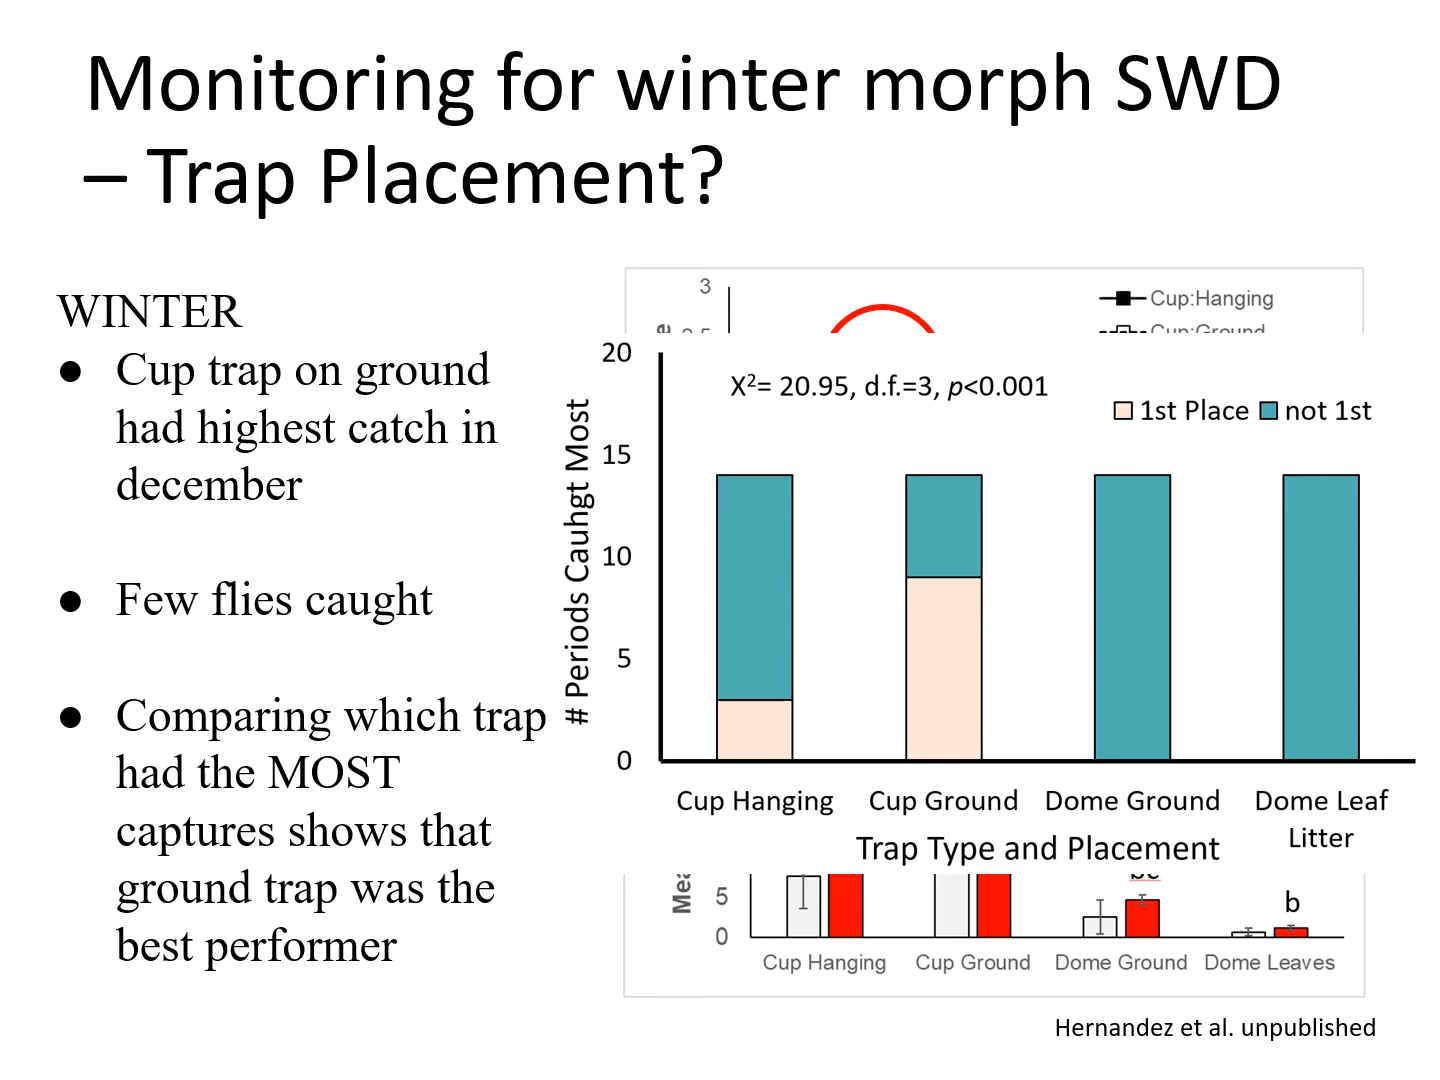 Monitoring for winter morph SWD
– Trap Placement?
WINTER
● Cup trap on ground
had highest catch in
december
● Few flies caught
● Comparing which trap
had the MOST
captures shows that
ground trap was the
best performer
3
Cup:Hanging
Cup:Ground
20
15
10
5
0
# Periods Cauhgt Most
X²= 20.95, d.f.=3, p<0.001
1st Place not 1st
Cup Hanging Cup Ground Dome Ground Dome Leaf
Litter
Trap Type and Placement
5
0
bc
b
Cup Hanging Cup Ground Dome Ground Dome Leaves
Hernandez et al. unpublished